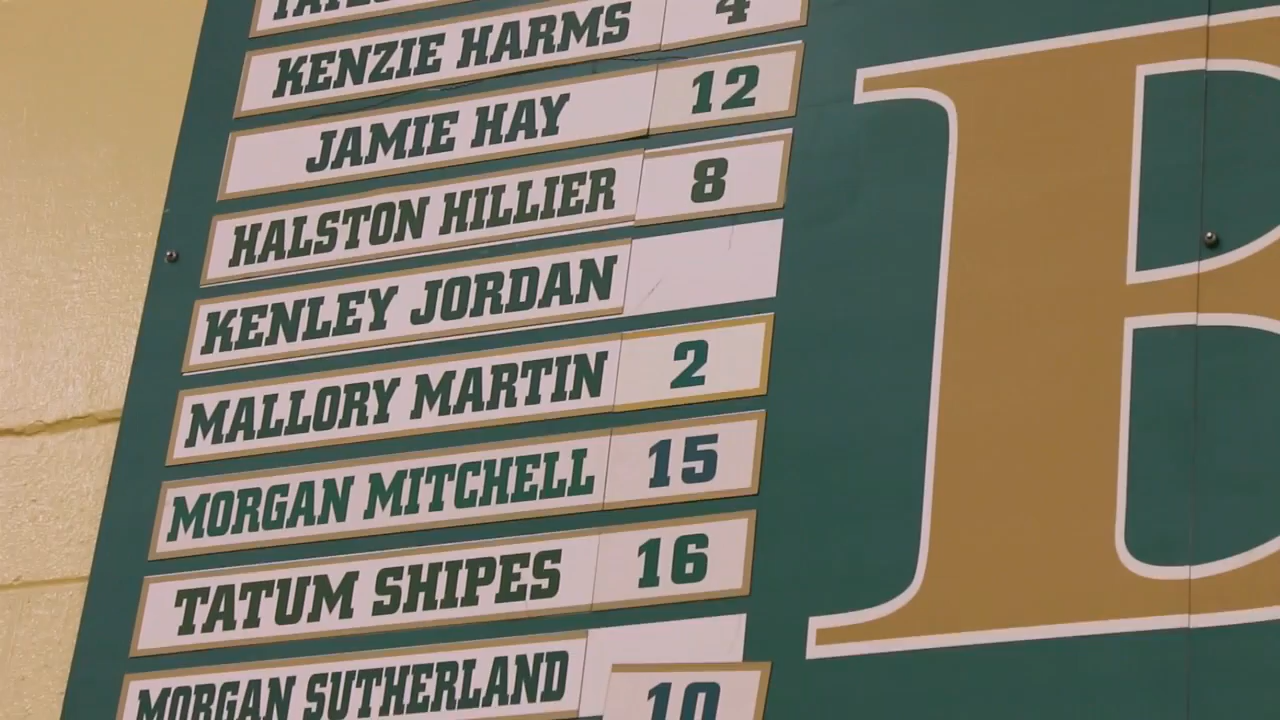 KENZIE HARMS 4
JAMIE HAY 12
HALSTON HILLIER 8
KENLEY JORDAN
MALLORY MARTIN 2
MORGAN MITCHELL 15
TATUM SHIPES 16
MORGAN SUTHERLAND 10
B